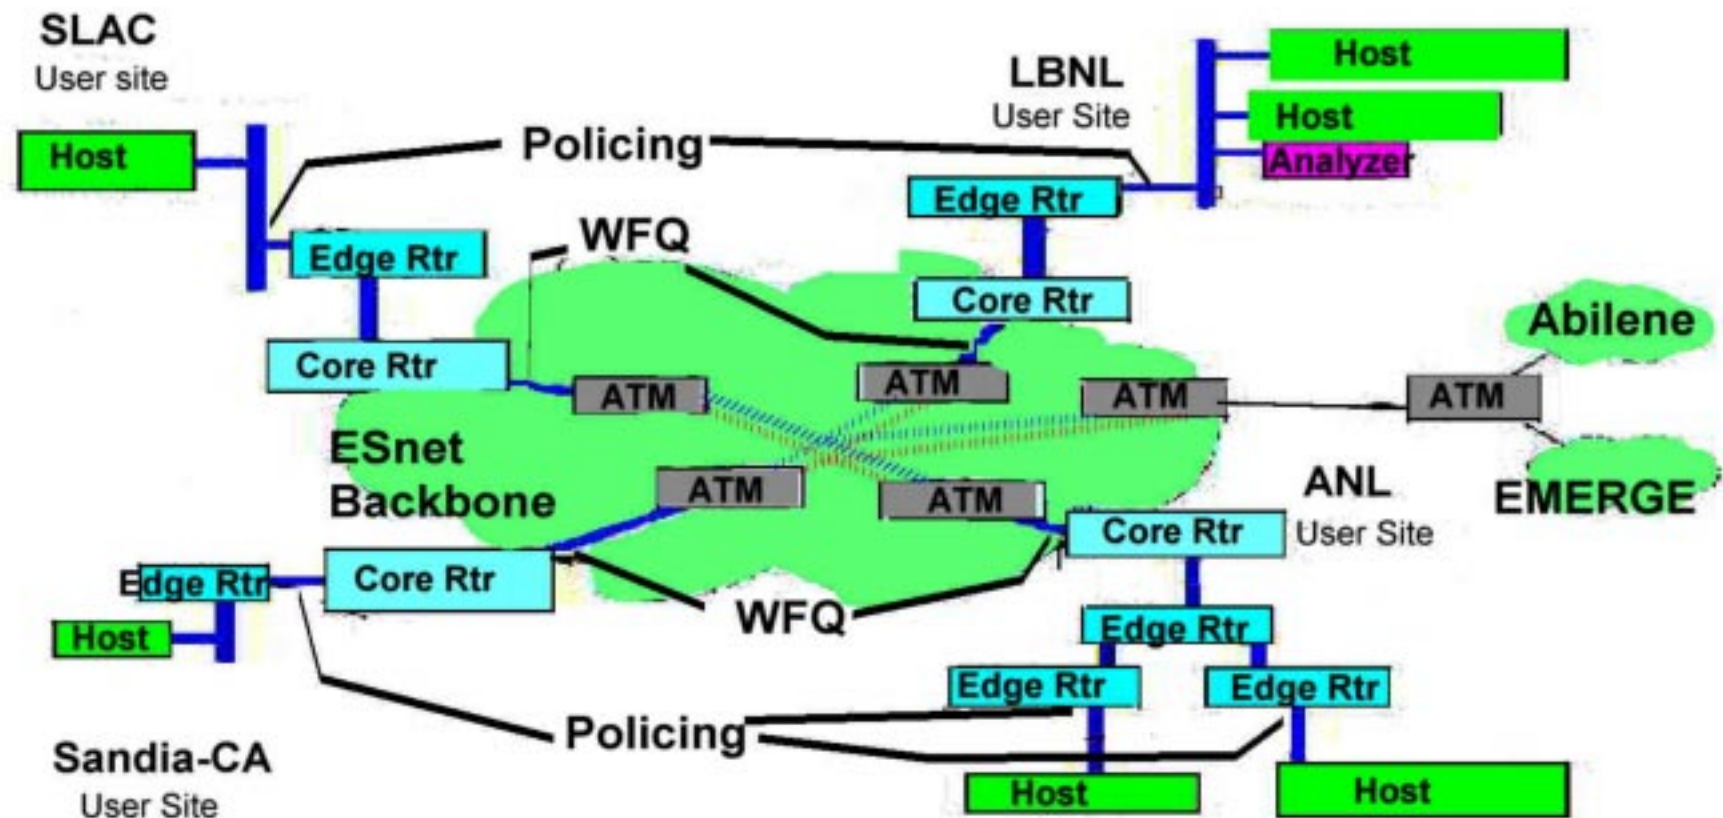 SLAC
User site
Host
Edge Rtr
Core Rtr
Policing
WFQ
LBNL
User Site
Host
Host
Analyzer
Edge Rtr
Core Rtr
ATM
ATM
ATM
ATM
Abilene
EMERGE
ESnet
Backbone
ATM
ATM
ANL
User Site
Core Rtr
Edge Rtr
Edge Rtr
Edge Rtr
Host
Host
Edge Rtr
Core Rtr
Host
WFQ
Policing
Sandia-CA
User Site